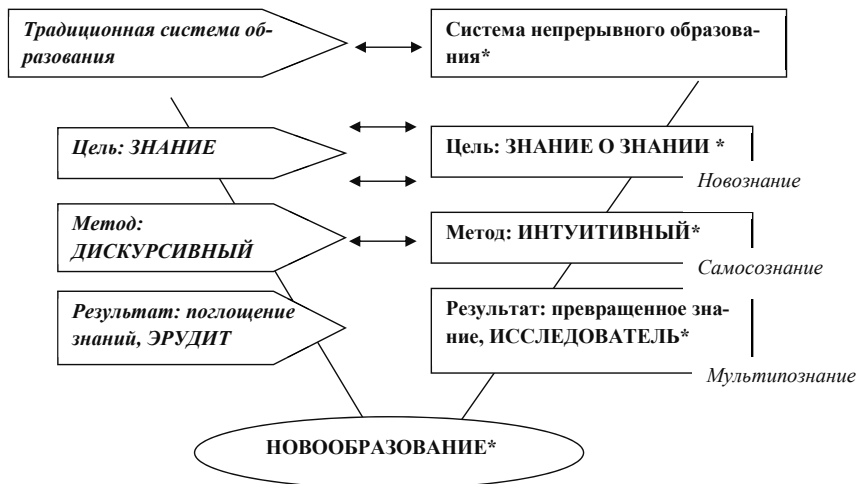 Традиционная система об-
разования
Система непрерывного образова-
ния*
Цель: ЗНАНИЕ
Цель: ЗНАНИЕ О ЗНАНИИ *
Новознание
Метод:
ДИСКУРСИВНЫЙ
Метод: ИНТУИТИВНЫЙ*
Самосознание
Результат: поглощение
знаний, ЭРУДИТ
Результат: превращенное зна-
ние, ИССЛЕДОВАТЕЛЬ*
Мультипознание
НОВООБРАЗОВАНИЕ*